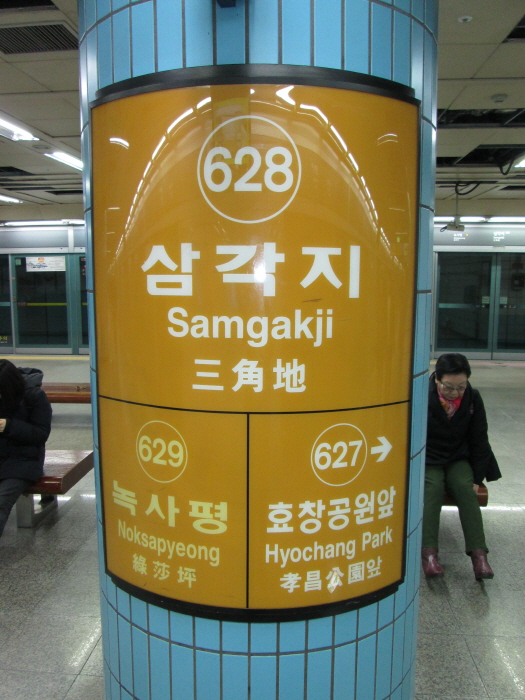 628
삼각지
Samgakji
三角地
629
녹사평
Noksapyeong
綠莎坪
627 →
효창공원앞
Hyochang Park
孝昌公園앞